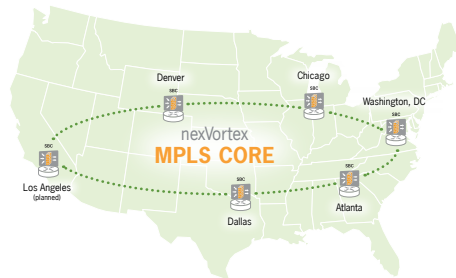 Denver
SBC
Chicago
SBC
Washington, DC
SBC
nexVortex
MPLS CORE
SBC
Los Angeles
(planned)
SBC
Dallas
SBC
Atlanta